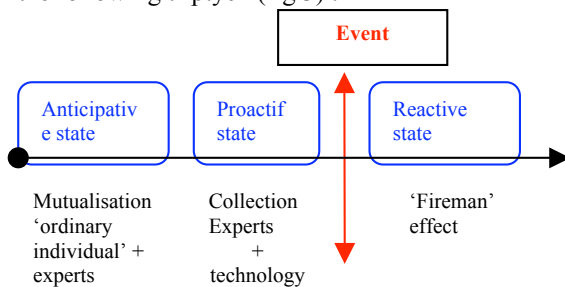 Event
Anticipativ
e state
Proactif
state
Reactive
state
Mutualisation
‘ordinary
individual’ +
experts
Collection
Experts
+
technology
‘Fireman’
effect